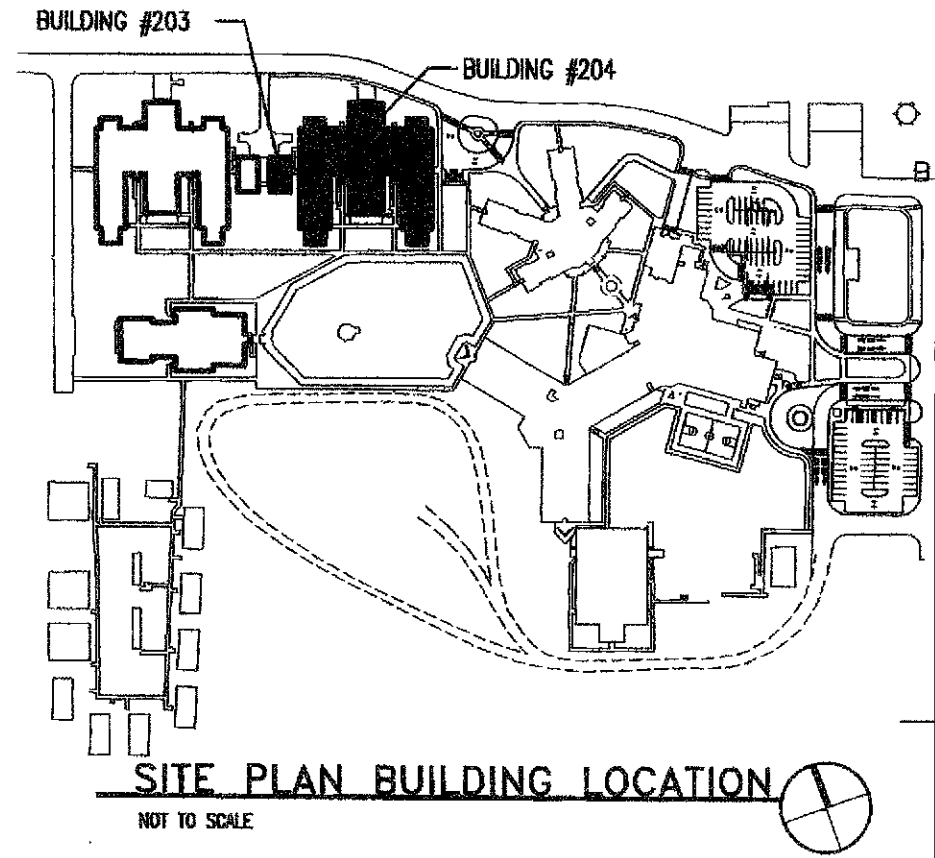 BUILDING #203
BUILDING #204
SITE PLAN BUILDING LOCATION
NOT TO SCALE